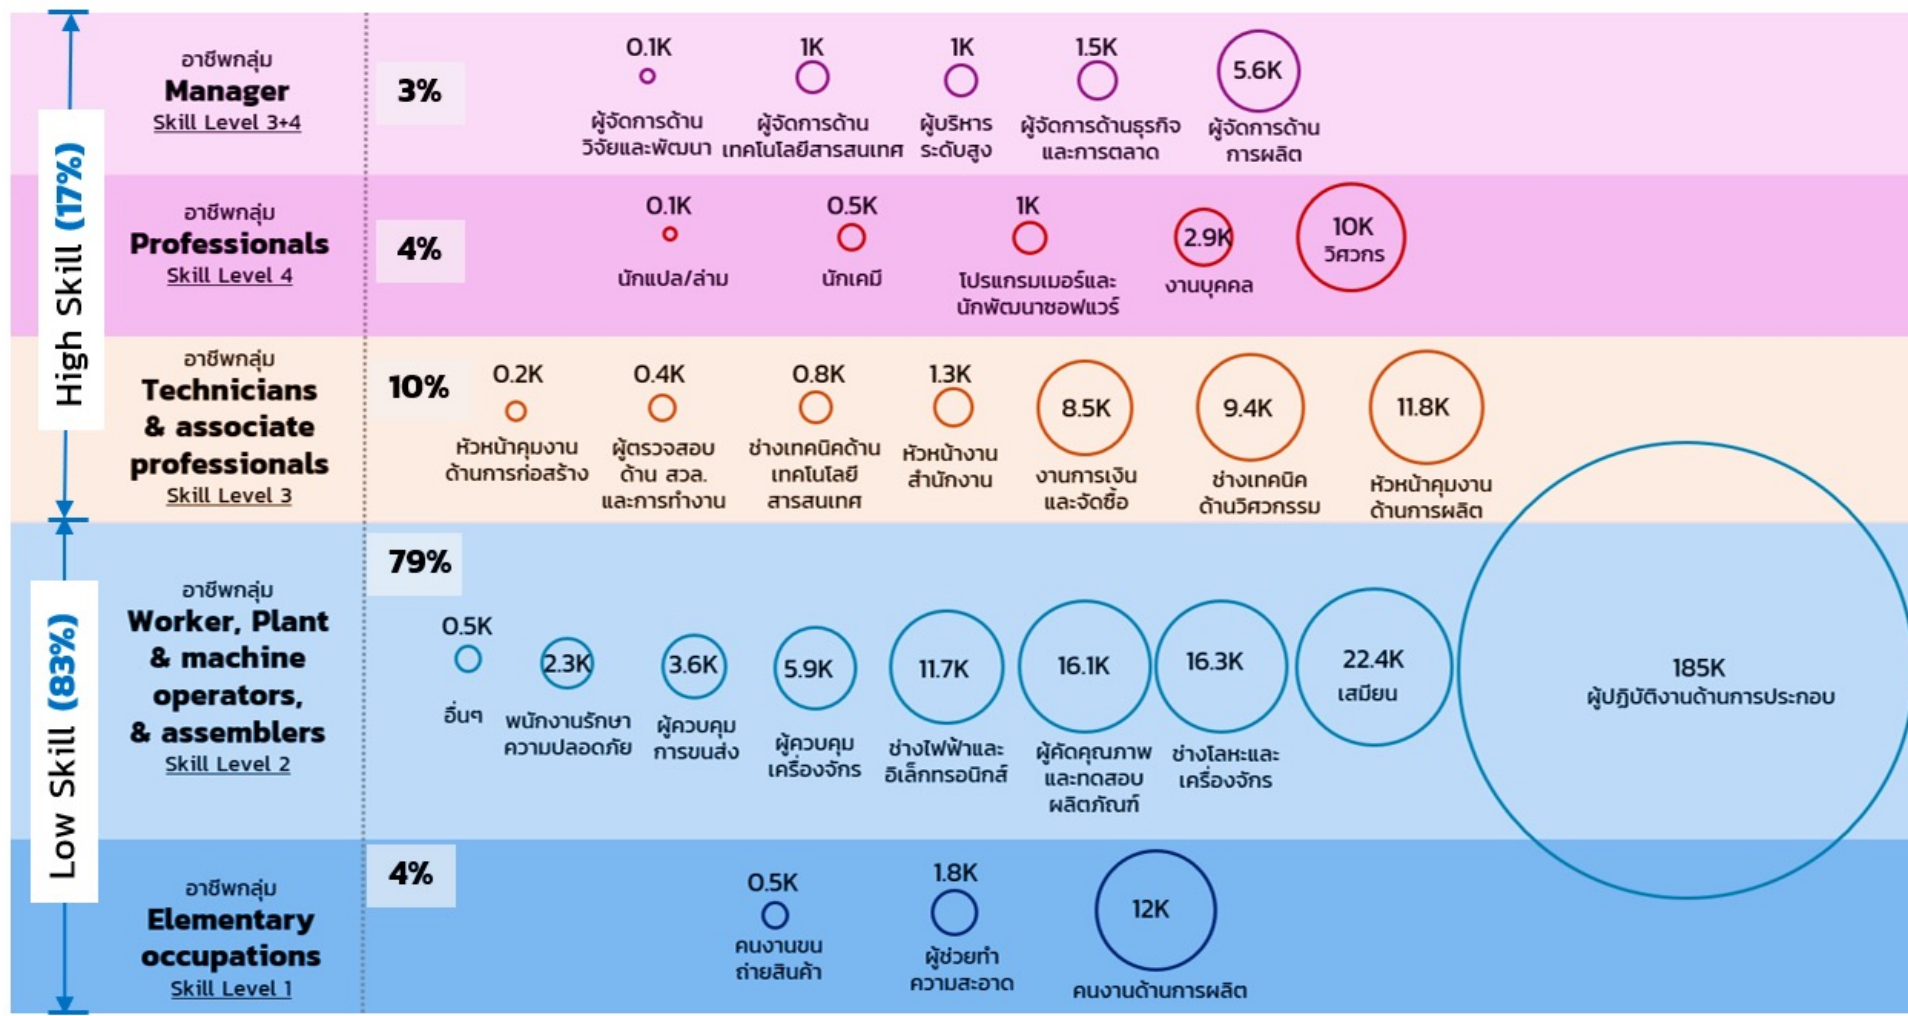 High Skill (17%)
อาชีพกลุ่ม
Manager
Skill Level 3+4
3%
0.1K
ผู้จัดการด้าน
วิจัยและพัฒนา
1K
ผู้จัดการด้าน
เทคโนโลยีสารสนเทศ
1K
ผู้บริหาร
ระดับสูง
1.5K
ผู้จัดการด้านธุรกิจ
และการตลาด
5.6K
ผู้จัดการด้าน
การผลิต
อาชีพกลุ่ม
Professionals
Skill Level 4
4%
0.1K
นักแปล/ล่าม
0.5K
นักเคมี
1K
โปรแกรมเมอร์และ
นักพัฒนาซอฟแวร์
2.9K
งานบุคคล
10K
วิศวกร
อาชีพกลุ่ม
Technicians
& associate
professionals
Skill Level 3
10%
0.2K
หัวหน้าคุมงาน
ด้านการก่อสร้าง
0.4K
ผู้ตรวจสอบ
ด้าน สวล.
และการทำงาน
0.8K
ช่างเทคนิคด้าน
เทคโนโลยี
สารสนเทศ
1.3K
หัวหน้างาน
สำนักงาน
8.5K
งานการเงิน
และจัดซื้อ
9.4K
ช่างเทคนิค
ด้านวิศวกรรม
11.8K
หัวหน้าคุมงาน
ด้านการผลิต
Low Skill (83%)
อาชีพกลุ่ม
Worker, Plant
& machine
operators,
& assemblers
Skill Level 2
79%
0.5K
อื่นๆ
2.3K
พนักงานรักษา
ความปลอดภัย
3.6K
ผู้ควบคุม
การขนส่ง
5.9K
ผู้ควบคุม
เครื่องจักร
11.7K
ช่างไฟฟ้าและ
อิเล็กทรอนิกส์
16.1K
ผู้คัดคุณภาพ
และทดสอบ
ผลิตภัณฑ์
16.3K
ช่างโลหะและ
เครื่องจักร
22.4K
เสมียน
185K
ผู้ปฏิบัติงานด้านการประกอบ
อาชีพกลุ่ม
Elementary
occupations
Skill Level 1
4%
0.5K
คนงานขน
ถ่ายสินค้า
1.8K
ผู้ช่วยทำ
ความสะอาด
12K
คนงานด้านการผลิต